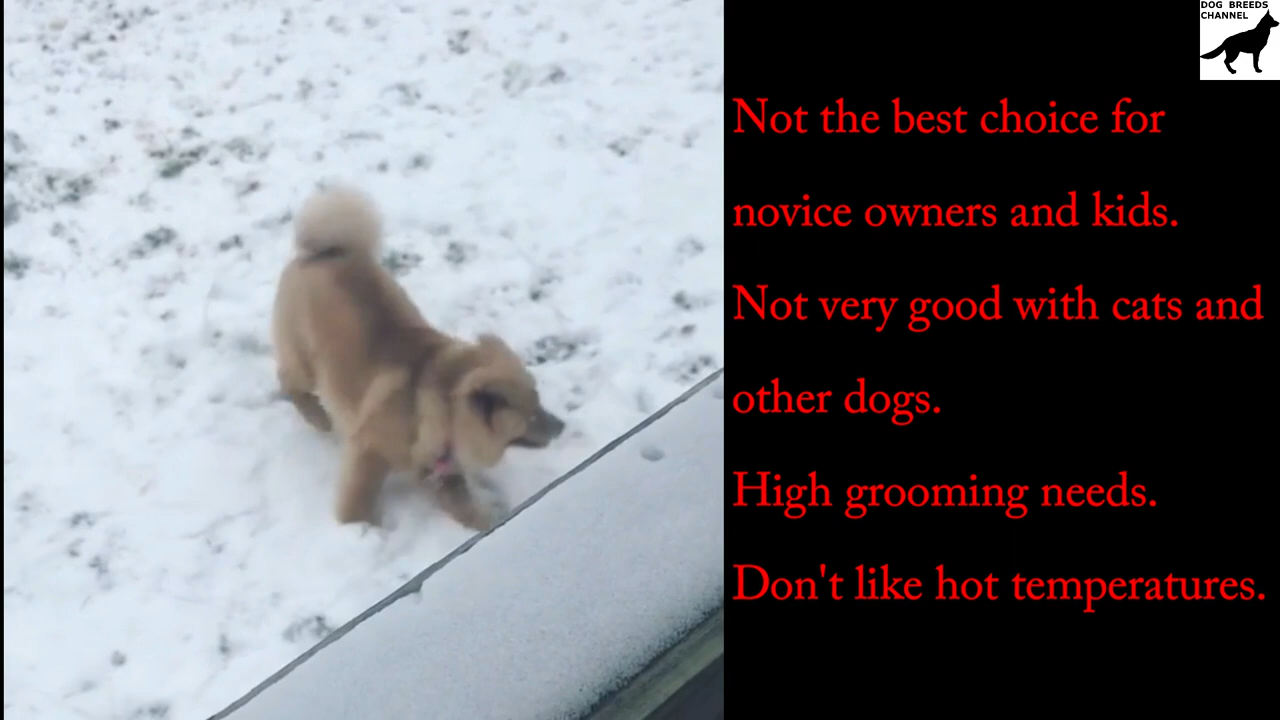 DOG BREEDS
CHANNEL
Not the best choice for
novice owners and kids.
Not very good with cats and
other dogs.
High grooming needs.
Don't like hot temperatures.